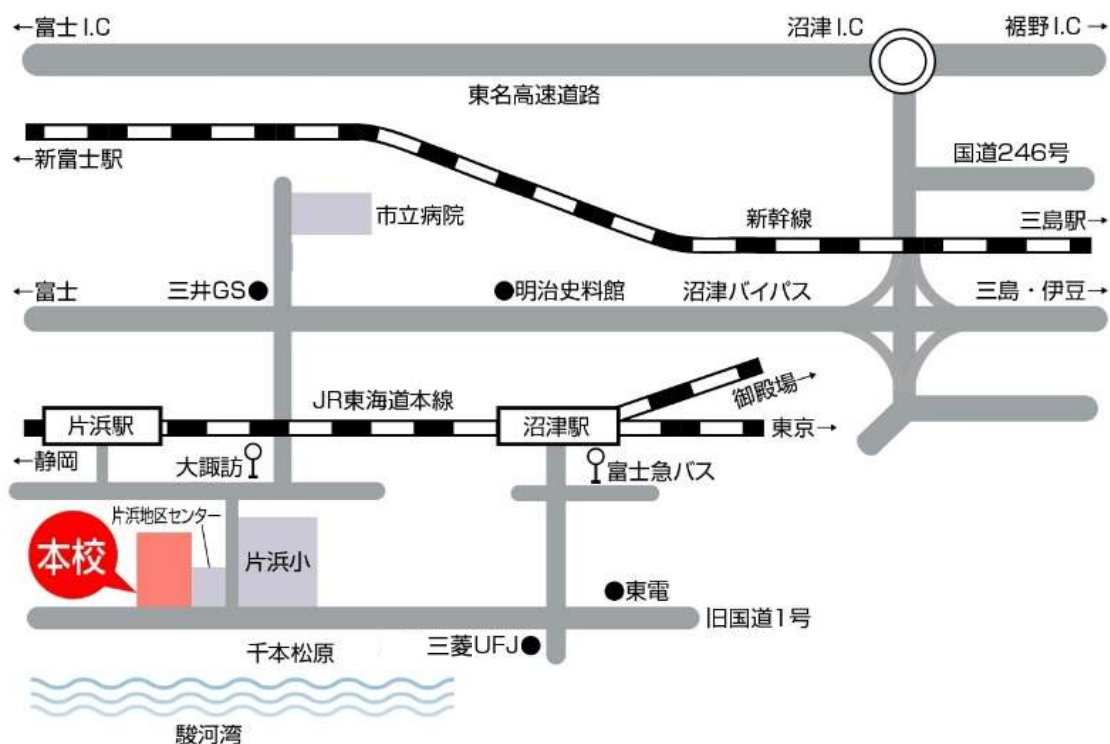 ←富士I.C
沼津I.C
裾野I.C→
東名高速道路
←新富士駅
国道246号
市立病院
新幹線
三島駅→
←富士
三井GS
明治史料館
沼津バイパス
三島・伊豆→
JR東海道本線
御殿場→
片浜駅
沼津駅
東京→
←静岡
大諏訪
富士急バス
片浜地区センター
本校
片浜小
東電
旧国道1号
千本松原
三菱UFJ
駿河湾